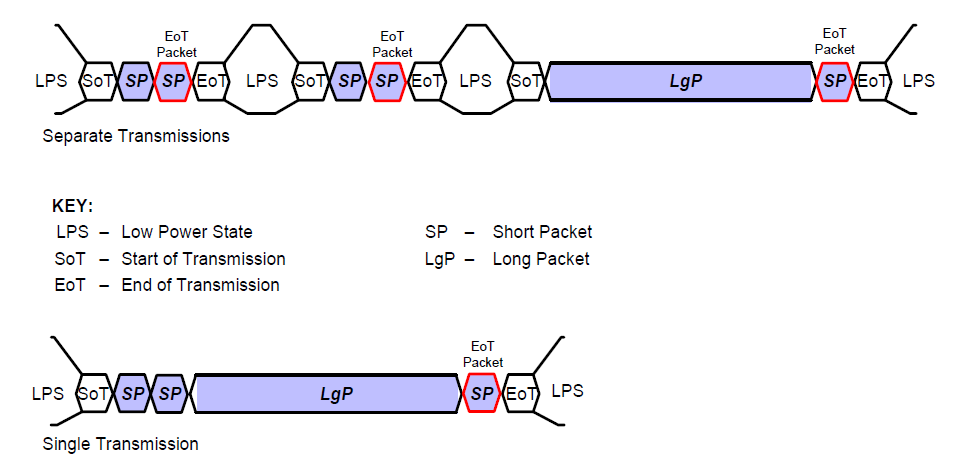 EoT EoT EoT
Packet Packet Packet
LPS SoT SP SP EoT LPS SoT SP SP EoT LPS SoT LgP SP EoT LPS
Separate Transmissions
KEY:
LPS – Low Power State SP – Short Packet
SoT – Start of Transmission LgP – Long Packet
EoT – End of Transmission
EoT
Packet
LPS SoT SP SP LgP SP EoT LPS
Single Transmission